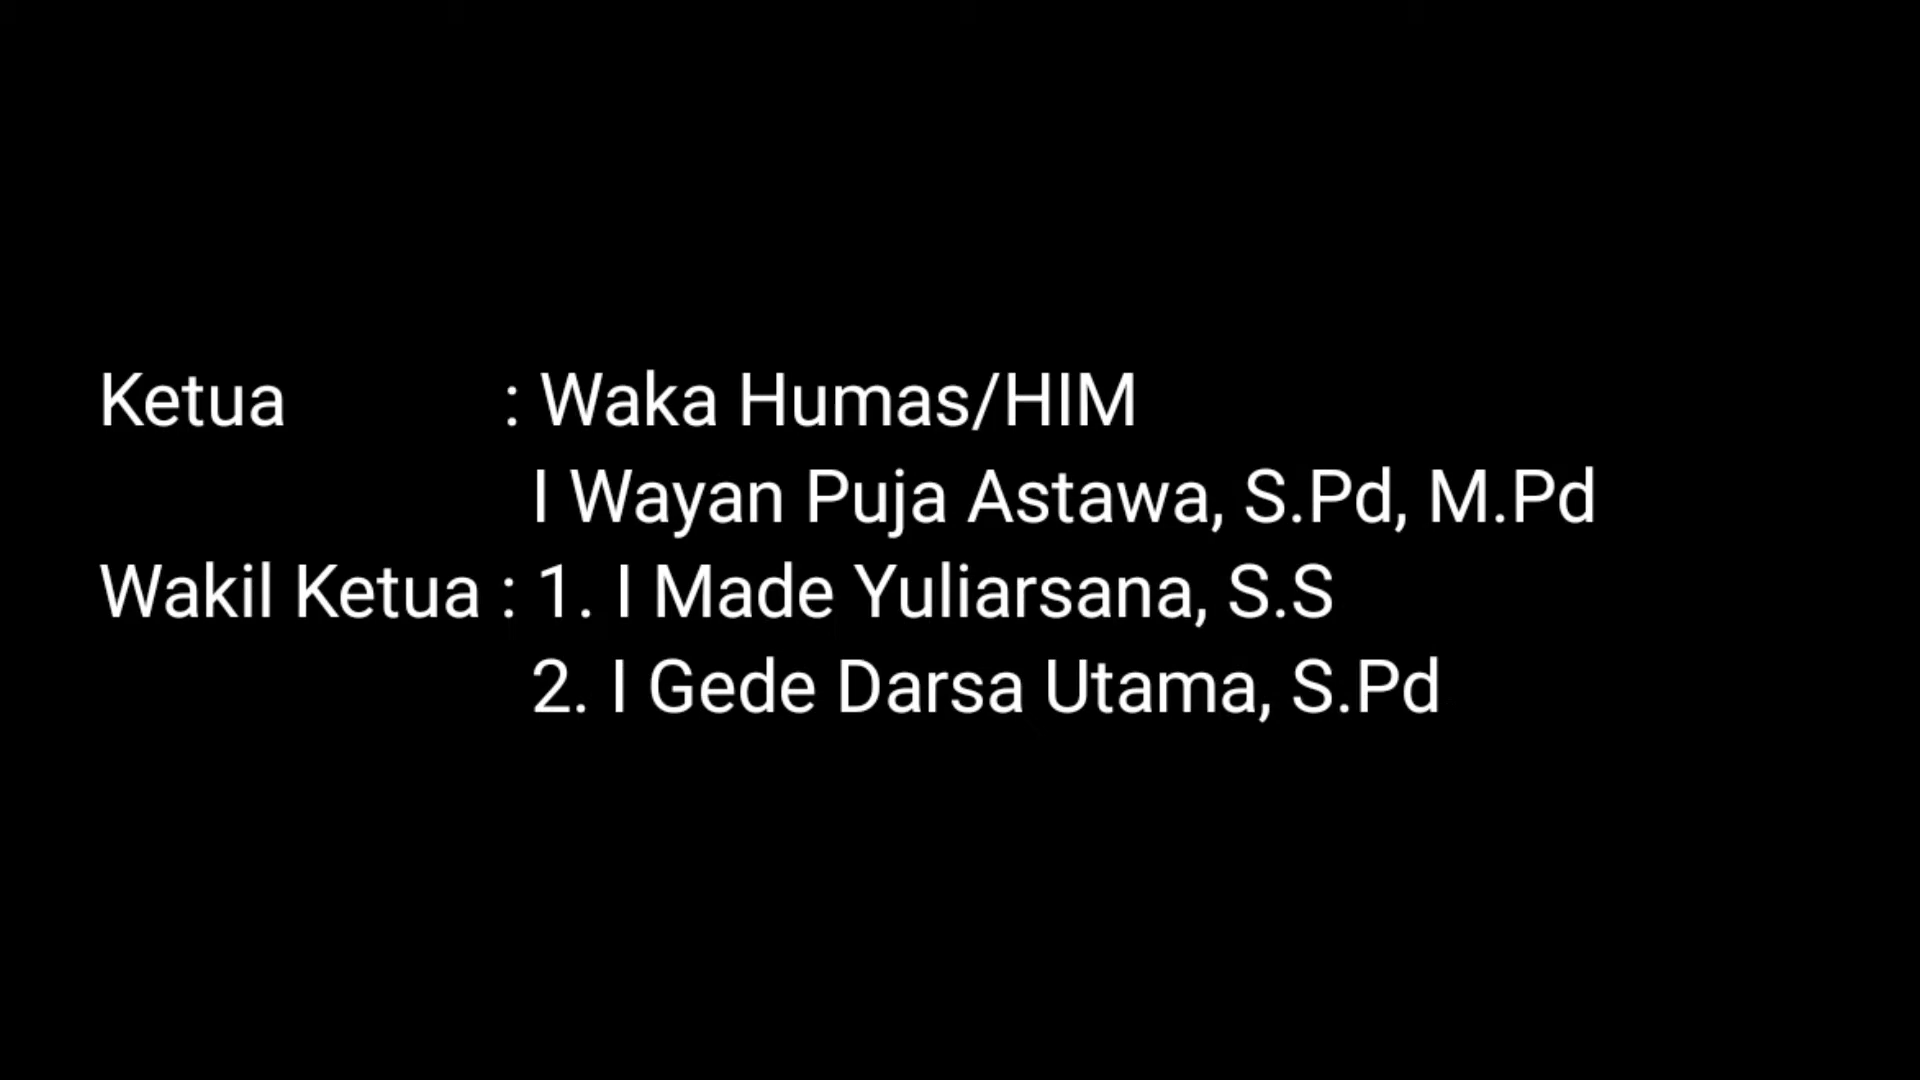 Ketua : Waka Humas/HIM
I Wayan Puja Astawa, S.Pd, M.Pd
Wakil Ketua : 1. I Made Yuliarsana, S.S
2. I Gede Darsa Utama, S.Pd